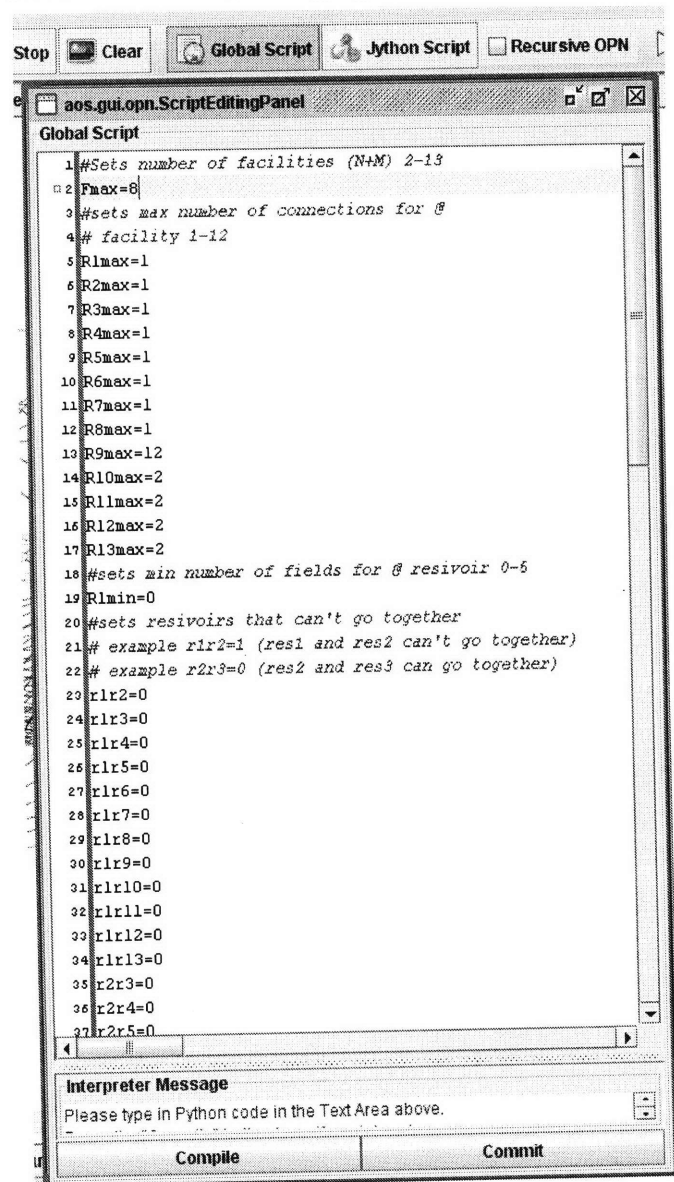 Stop Clear Global Script Jython Script Recursive OPN
aos.gui.opn.ScriptEditingPanel
Global Script
1 #Sets number of facilities (N+M) 2-13
2 Fmax=8
3 #sets max number of connections for @
4 # facility 1-12
5 R1max=1
6 R2max=1
7 R3max=1
8 R4max=1
9 R5max=1
10 R6max=1
11 R7max=1
12 R8max=1
13 R9max=12
14 R10max=2
15 R11max=2
16 R12max=2
17 R13max=2
18 #sets min number of fields for @ resivoir 0-6
19 R1min=0
20 #sets resivoirs that can't go together
21 # example r1r2=1 (res1 and res2 can't go together)
22 # example r2r3=0 (res2 and res3 can go together)
23 r1r2=0
24 r1r3=0
25 r1r4=0
26 r1r5=0
27 r1r6=0
28 r1r7=0
29 r1r8=0
30 r1r9=0
31 r1r10=0
32 r1r11=0
33 r1r12=0
34 r1r13=0
35 r2r3=0
36 r2r4=0
37 r2r5=0
Interpreter Message
Please type in Python code in the Text Area above.
Compile Commit